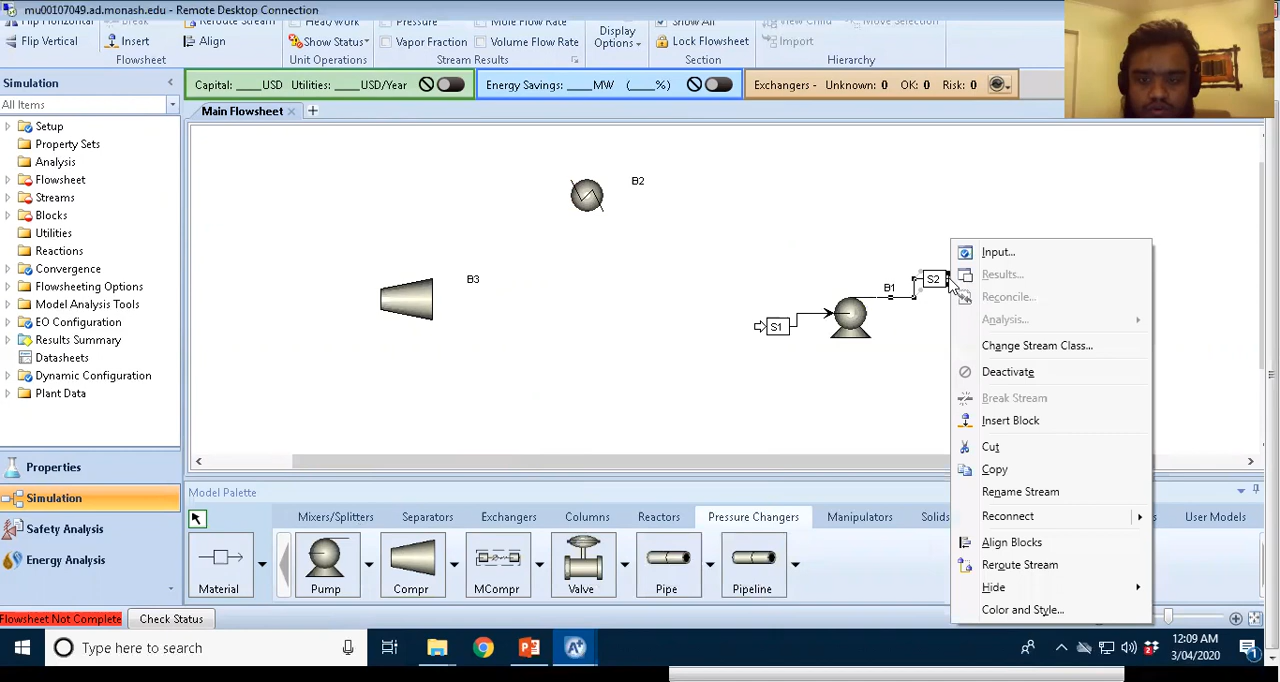 mu00107049.ad.monash.edu - Remote Desktop Connection
Flip Horizontal Break Reroute Stream Heat/Work Pressure Mole Flow Rate Show All View Child Move Selection
Flip Vertical Insert Align Show Status Vapor Fraction Volume Flow Rate Display Options Lock Flowsheet Import
Flowsheet Unit Operations Stream Results Section Hierarchy
Simulation
Capital: ____USD Utilities: ____USD/Year Energy Savings: ____MW (____%) Exchangers - Unknown: 0 OK: 0 Risk: 0
All Items
Main Flowsheet
Setup
Property Sets
Analysis
Flowsheet
Streams
Blocks
Utilities
Reactions
Convergence
Flowsheeting Options
Model Analysis Tools
EO Configuration
Results Summary
Datasheets
Dynamic Configuration
Plant Data
B2
B3
B1
S1
S2
Input...
Results...
Reconcile...
Analysis...
Change Stream Class...
Deactivate
Break Stream
Insert Block
Cut
Copy
Rename Stream
Reconnect
Align Blocks
Reroute Stream
Hide
Color and Style...
Properties
Simulation
Safety Analysis
Energy Analysis
Model Palette
Mixers/Splitters Separators Exchangers Columns Reactors Pressure Changers Manipulators Solids User Models
Material Pump Compr MCompr Valve Pipe Pipeline
Flowsheet Not Complete Check Status
Type here to search
12:09 AM
3/04/2020
1